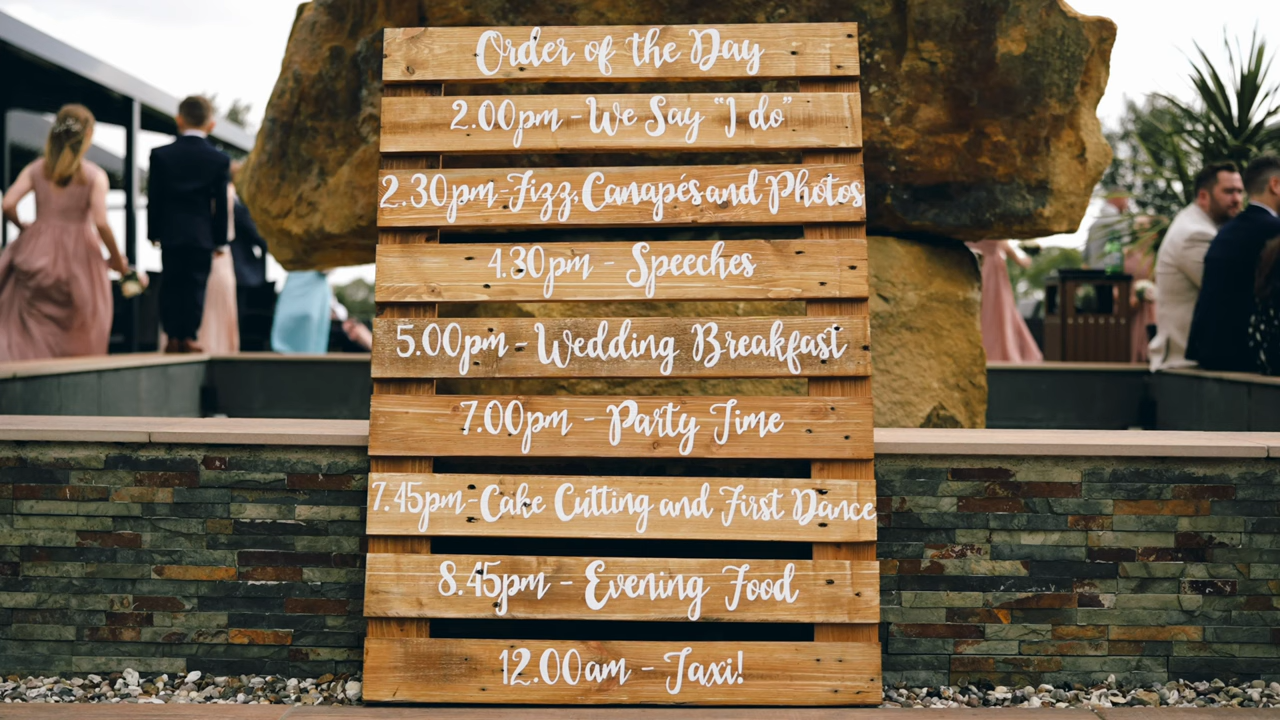 Order of the Day
2.00pm - We Say "I do"
2.30pm - Fizz, Canapés and Photos
4.30pm - Speeches
5.00pm - Wedding Breakfast
7.00pm - Party Time
7.45pm - Cake Cutting and First Dance
8.45pm - Evening Food
12.00am - Taxi!